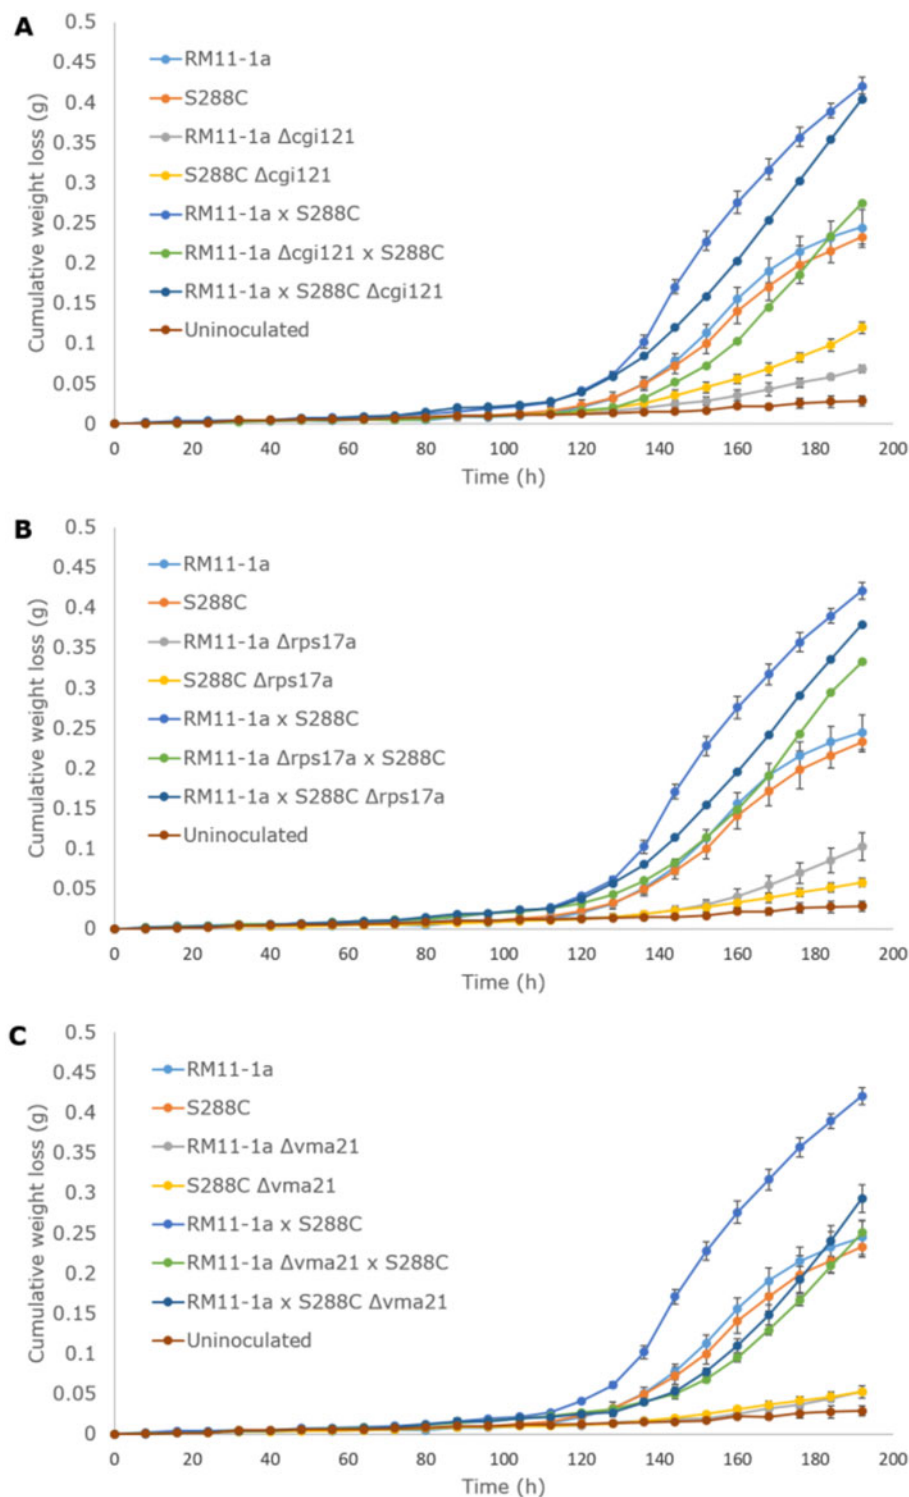 A
Cumulative weight loss (g)
0.5
0.45
0.4
0.35
0.3
0.25
0.2
0.15
0.1
0.05
0
RM11-1a
S288C
RM11-1a Δcgi121
S288C Δcgi121
RM11-1a x S288C
RM11-1a Δcgi121 x S288C
RM11-1a x S288C Δcgi121
Uninoculated
0 20 40 60 80 100 120 140 160 180 200
Time (h)
B
Cumulative weight loss (g)
0.5
0.45
0.4
0.35
0.3
0.25
0.2
0.15
0.1
0.05
0
RM11-1a
S288C
RM11-1a Δrps17a
S288C Δrps17a
RM11-1a x S288C
RM11-1a Δrps17a x S288C
RM11-1a x S288C Δrps17a
Uninoculated
0 20 40 60 80 100 120 140 160 180 200
Time (h)
C
Cumulative weight loss (g)
0.5
0.45
0.4
0.35
0.3
0.25
0.2
0.15
0.1
0.05
0
RM11-1a
S288C
RM11-1a Δvma21
S288C Δvma21
RM11-1a x S288C
RM11-1a Δvma21 x S288C
RM11-1a x S288C Δvma21
Uninoculated
0 20 40 60 80 100 120 140 160 180 200
Time (h)